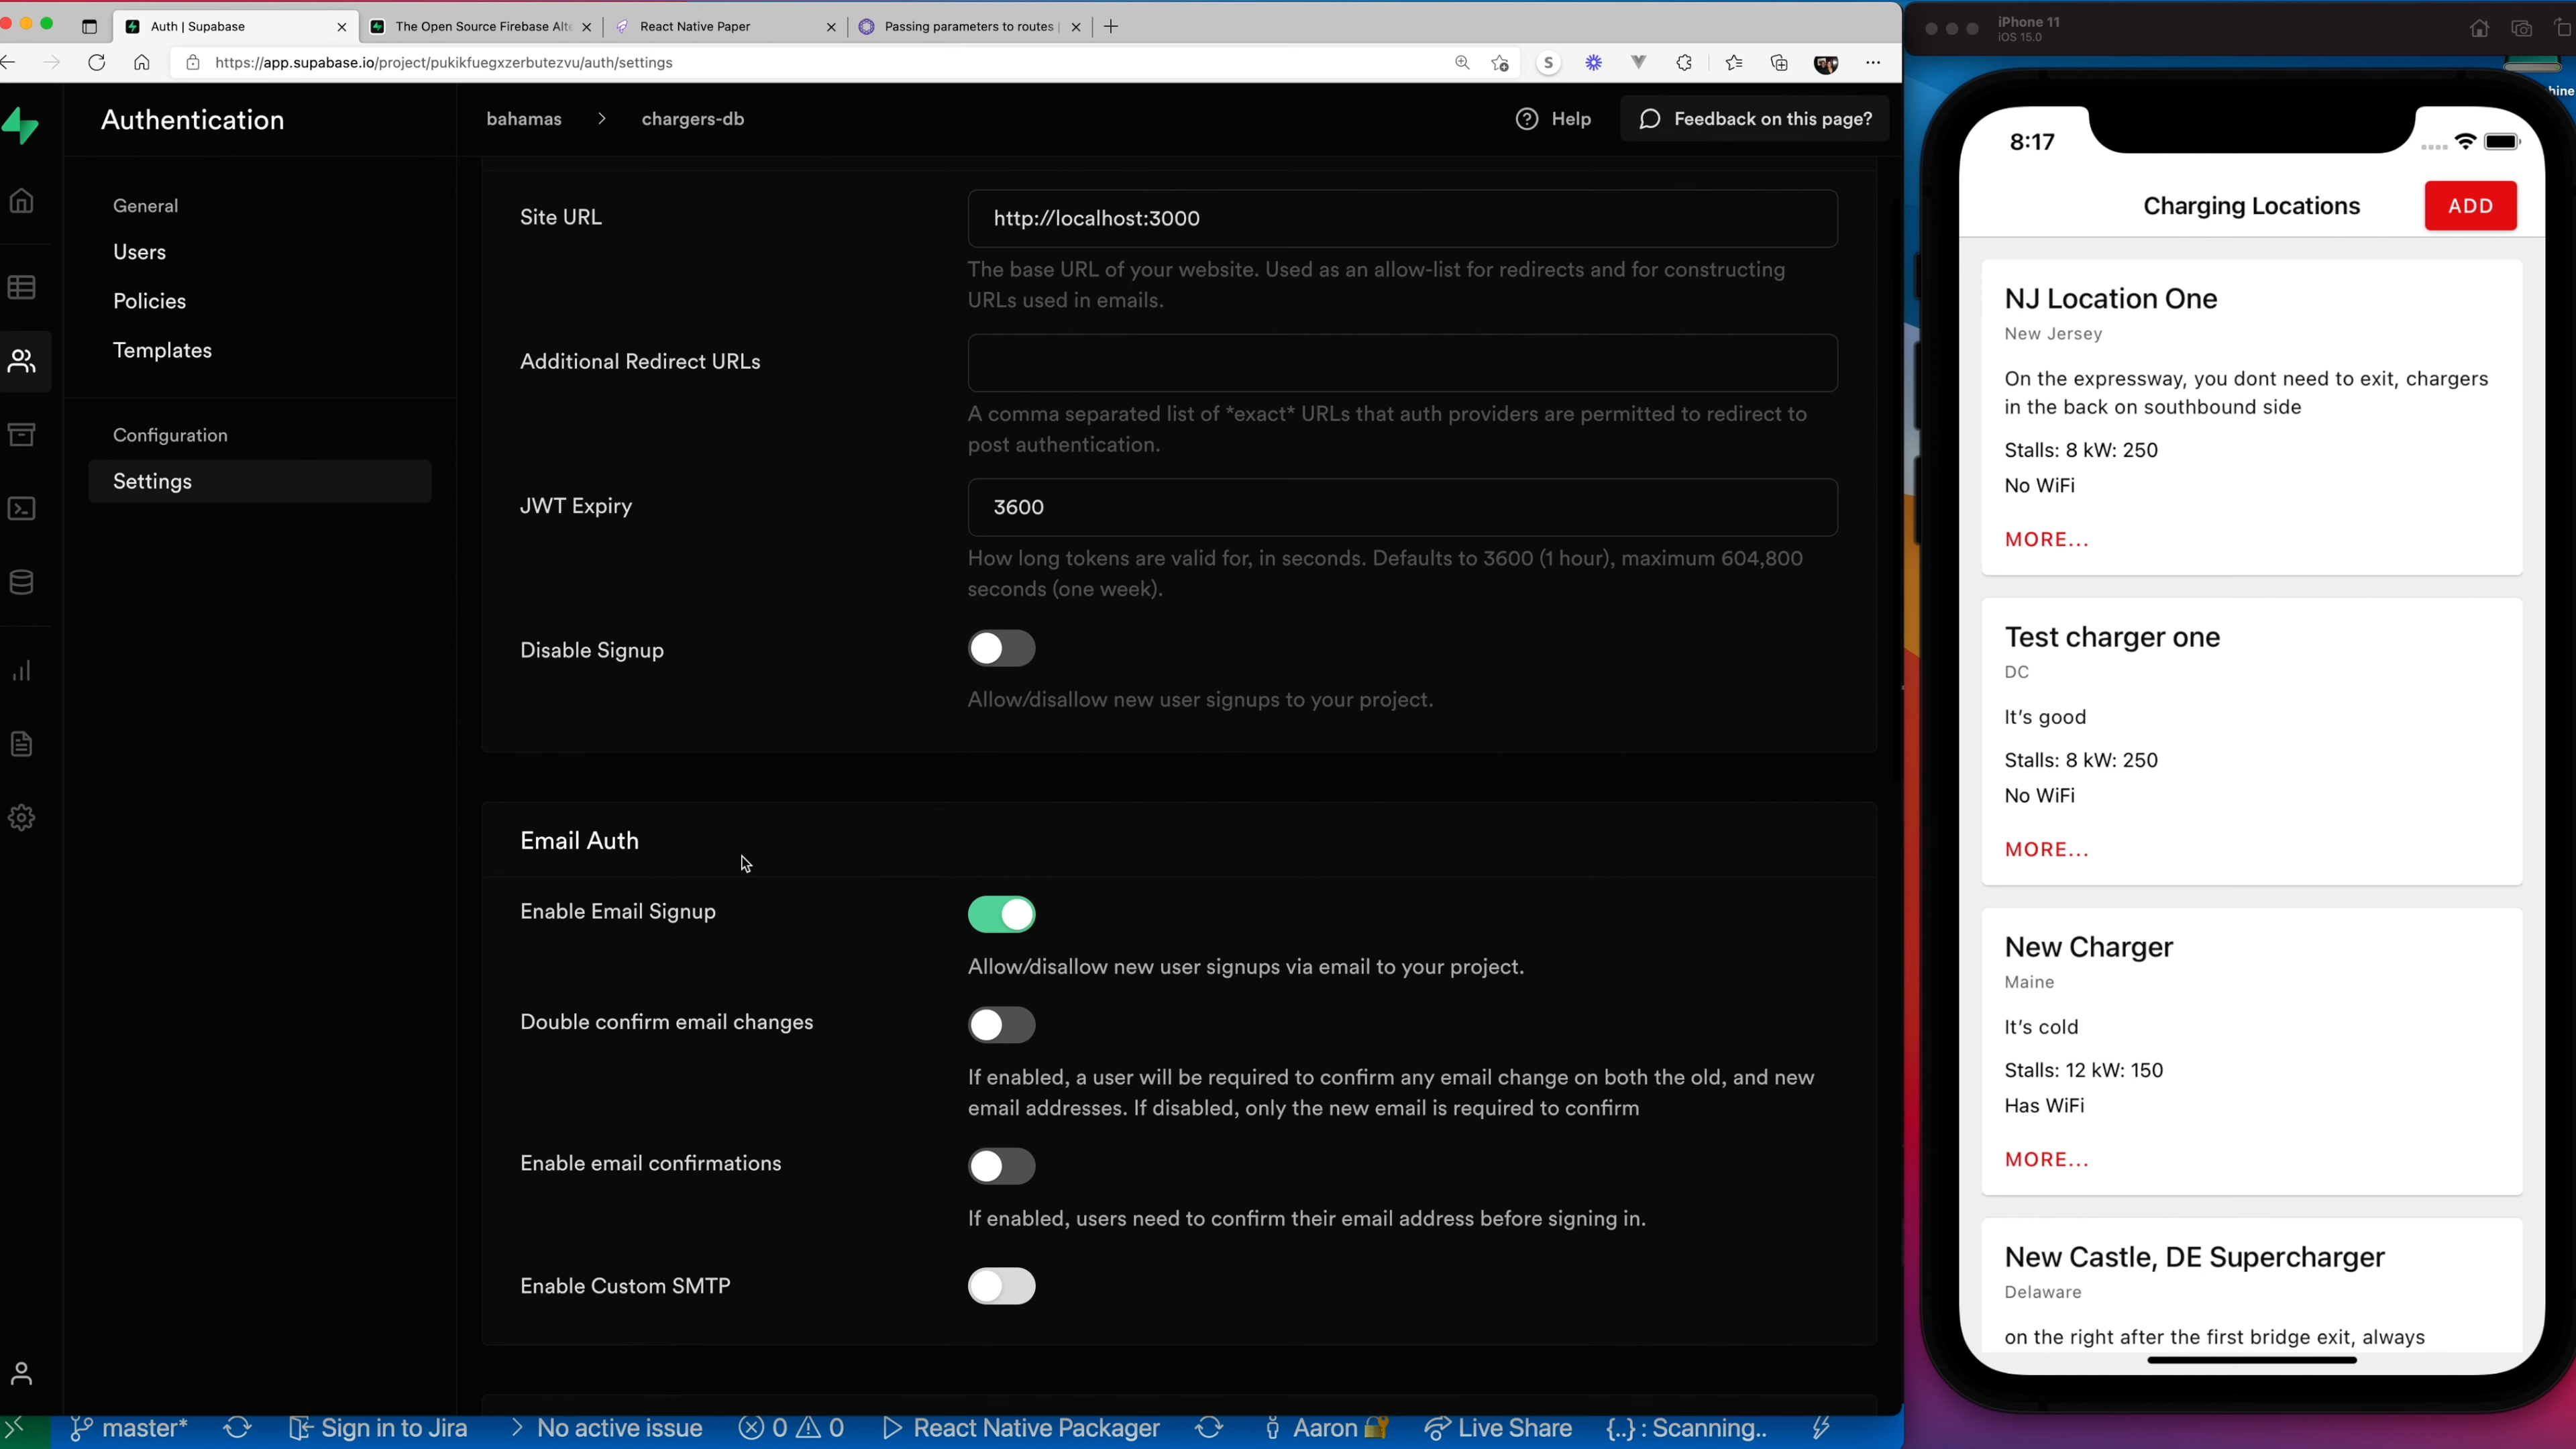 Auth | Supabase
The Open Source Firebase Alte
React Native Paper
Passing parameters to routes |
https://app.supabase.io/project/pukikfuegxzerbutezvu/auth/settings
S
Authentication
bahamas > chargers-db
Help
Feedback on this page?
General
Users
Policies
Templates
Configuration
Settings
Site URL
http://localhost:3000
The base URL of your website. Used as an allow-list for redirects and for constructing
URLs used in emails.
Additional Redirect URLs
A comma separated list of *exact* URLs that auth providers are permitted to redirect to
post authentication.
JWT Expiry
3600
How long tokens are valid for, in seconds. Defaults to 3600 (1 hour), maximum 604,800
seconds (one week).
Disable Signup
Allow/disallow new user signups to your project.
Email Auth
Enable Email Signup
Allow/disallow new user signups via email to your project.
Double confirm email changes
If enabled, a user will be required to confirm any email change on both the old, and new
email addresses. If disabled, only the new email is required to confirm
Enable email confirmations
If enabled, users need to confirm their email address before signing in.
Enable Custom SMTP
master*
Sign in to Jira
No active issue
0
0
React Native Packager
Aaron
Live Share
{..} : Scanning..
iPhone 11
iOS 15.0
hine
8:17
Charging Locations
ADD
NJ Location One
New Jersey
On the expressway, you dont need to exit, chargers
in the back on southbound side
Stalls: 8 kW: 250
No WiFi
MORE...
Test charger one
DC
It's good
Stalls: 8 kW: 250
No WiFi
MORE...
New Charger
Maine
It's cold
Stalls: 12 kW: 150
Has WiFi
MORE...
New Castle, DE Supercharger
Delaware
on the right after the first bridge exit, always